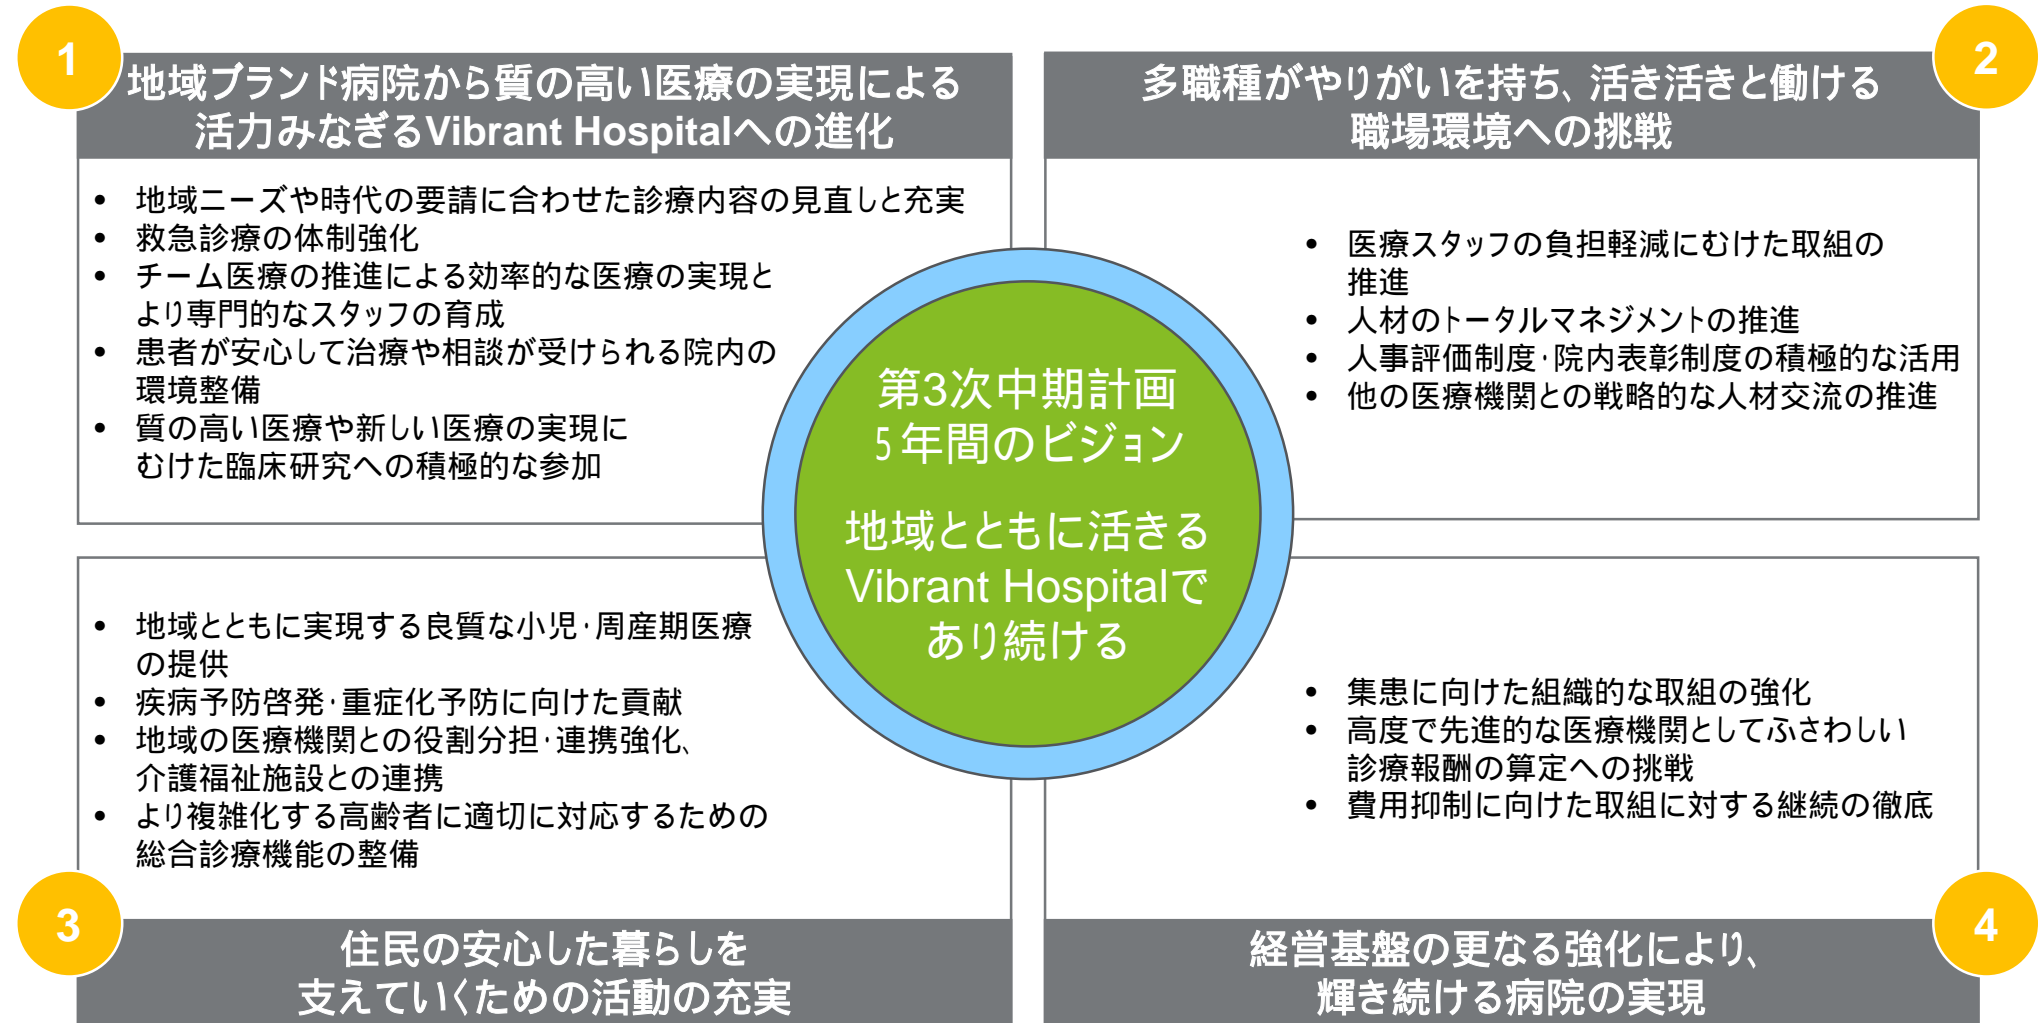 1
地域ブランド病院から質の高い医療の実現による
活力みなぎるVibrant Hospitalへの進化
• 地域ニーズや時代の要請に合わせた診療内容の見直しと充実
• 救急診療の体制強化
• チーム医療の推進による効率的な医療の実現と
より専門的なスタッフの育成
• 患者が安心して治療や相談が受けられる院内の
環境整備
• 質の高い医療や新しい医療の実現に
むけた臨床研究への積極的な参加
2
多職種がやりがいを持ち、活き活きと働ける
職場環境への挑戦
• 医療スタッフの負担軽減にむけた取組の
推進
• 人材のトータルマネジメントの推進
• 人事評価制度・院内表彰制度の積極的な活用
• 他の医療機関との戦略的な人材交流の推進
第3次中期計画
5年間のビジョン
地域とともに活きる
Vibrant Hospitalで
あり続ける
• 地域とともに実現する良質な小児・周産期医療
の提供
• 疾病予防啓発・重症化予防に向けた貢献
• 地域の医療機関との役割分担・連携強化、
介護福祉施設との連携
• より複雑化する高齢者に適切に対応するための
総合診療機能の整備
3
住民の安心した暮らしを
支えていくための活動の充実
• 集患に向けた組織的な取組の強化
• 高度で先進的な医療機関としてふさわしい
診療報酬の算定への挑戦
• 費用抑制に向けた取組に対する継続の徹底
4
経営基盤の更なる強化により、
輝き続ける病院の実現